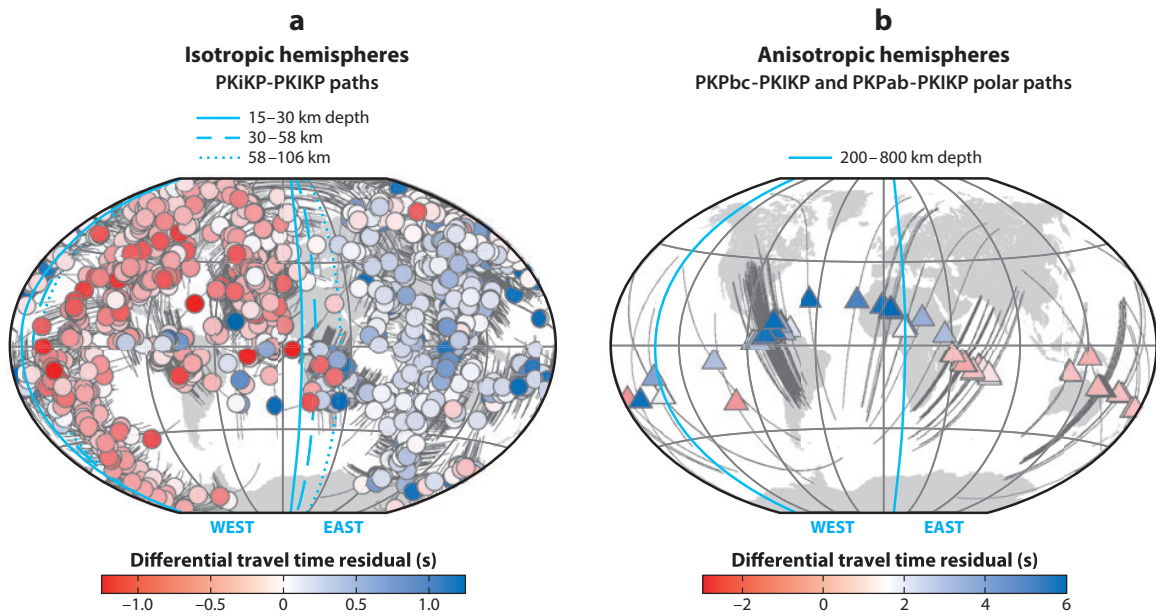 a
Isotropic hemispheres
PKiKP-PKIKP paths
15–30 km depth
30–58 km
58–106 km
WEST EAST
Differential travel time residual (s)
−1.0 −0.5 0 0.5 1.0
b
Anisotropic hemispheres
PKPbc-PKIKP and PKPab-PKIKP polar paths
200–800 km depth
WEST EAST
Differential travel time residual (s)
−2 0 2 4 6